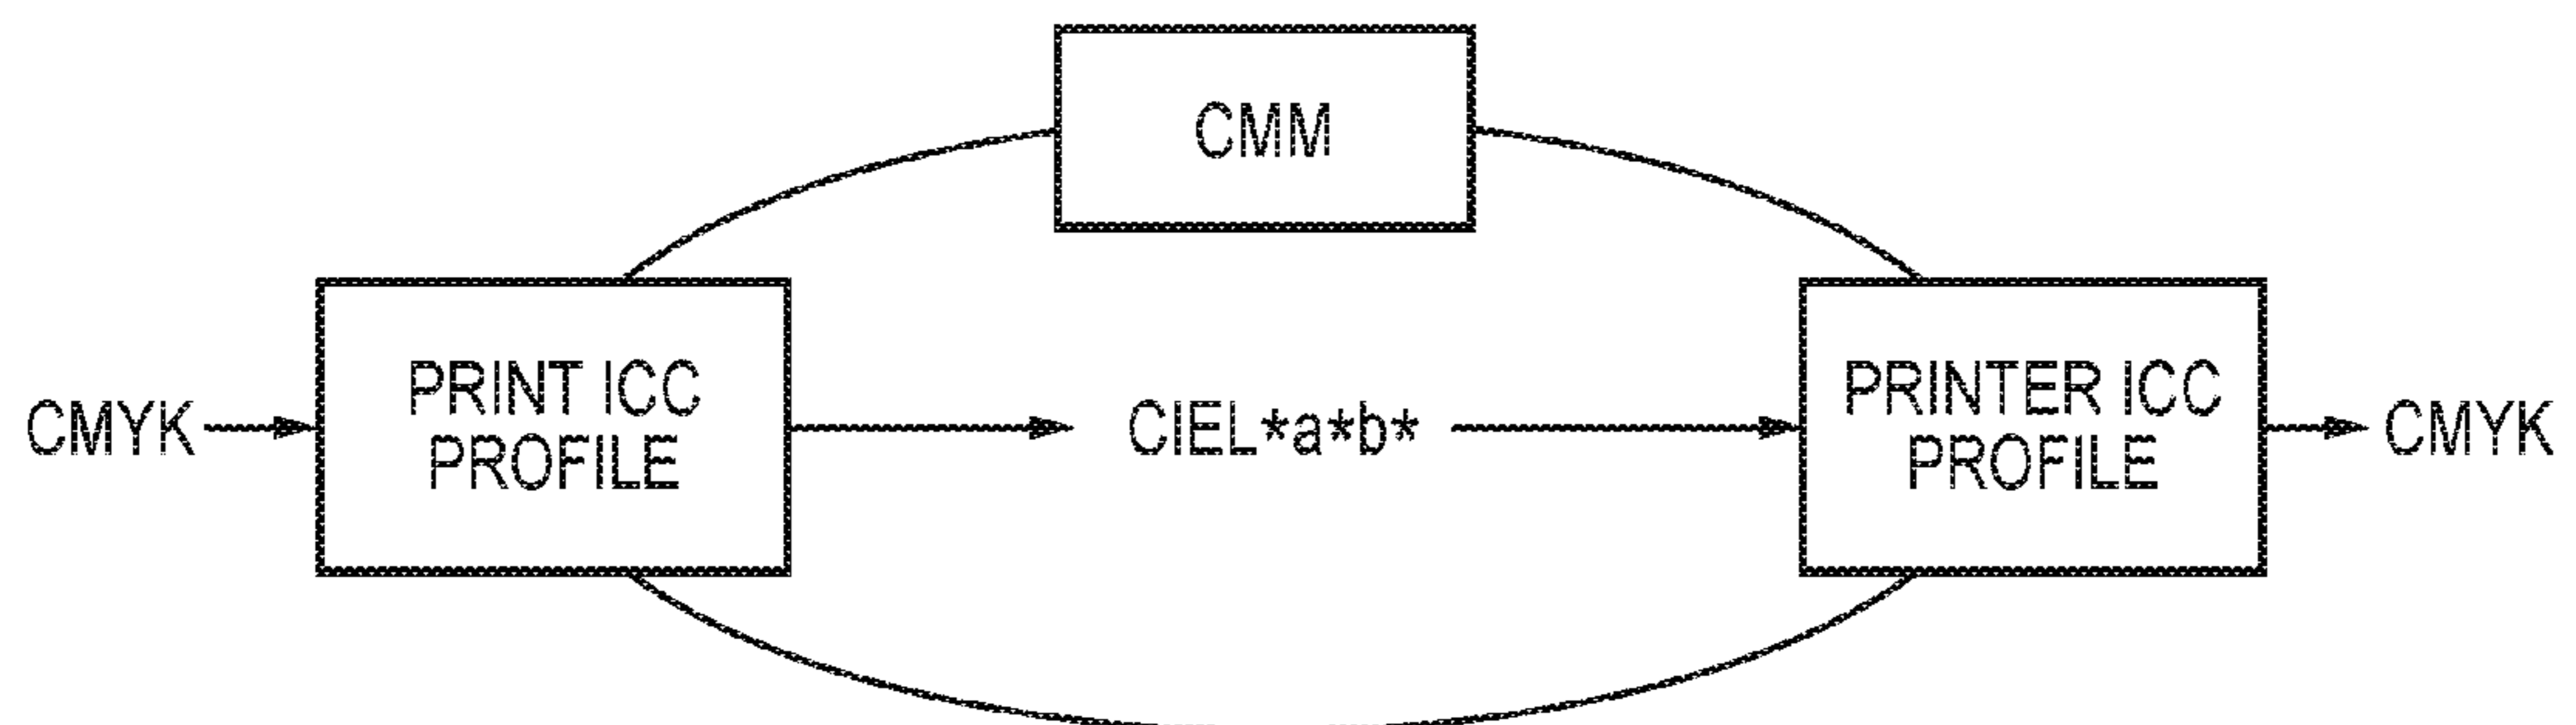 CMM
CMYK
PRINT ICC
PROFILE
CIEL*a*b*
PRINTER ICC
PROFILE
CMYK